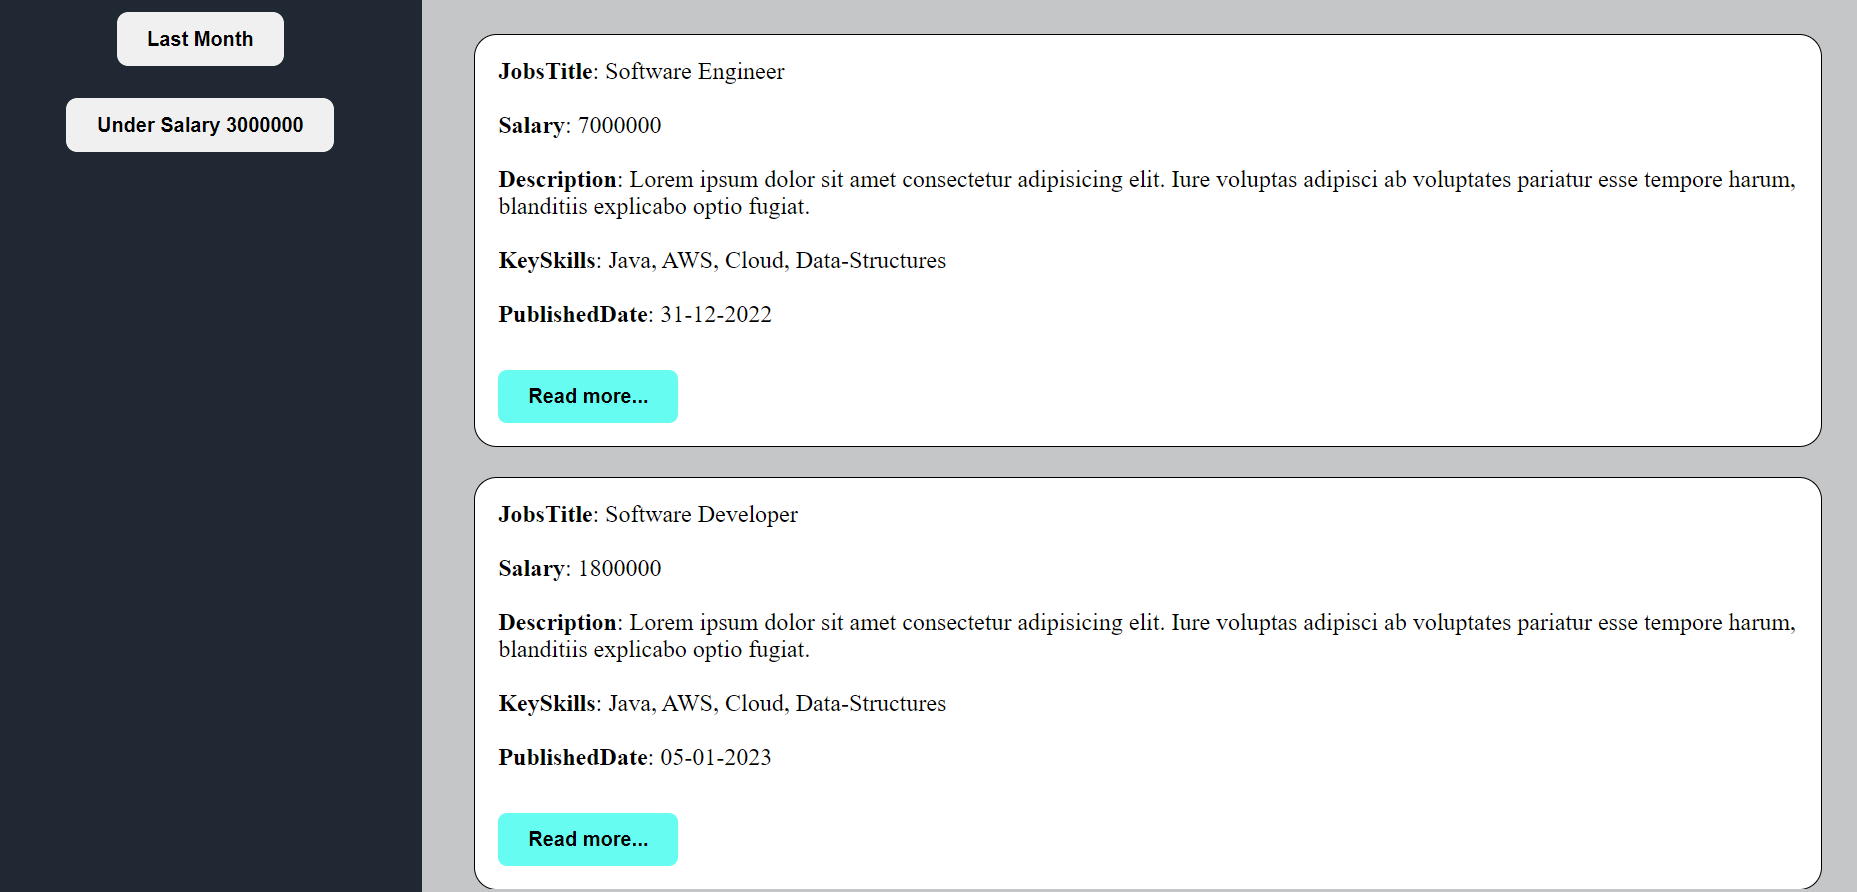 Last Month
Under Salary 3000000
JobsTitle: Software Engineer
Salary: 7000000
Description: Lorem ipsum dolor sit amet consectetur adipisicing elit. Iure voluptas adipisci ab voluptates pariatur esse tempore harum,
blanditiis explicabo optio fugiat.
KeySkills: Java, AWS, Cloud, Data-Structures
PublishedDate: 31-12-2022
Read more...
JobsTitle: Software Developer
Salary: 1800000
Description: Lorem ipsum dolor sit amet consectetur adipisicing elit. Iure voluptas adipisci ab voluptates pariatur esse tempore harum,
blanditiis explicabo optio fugiat.
KeySkills: Java, AWS, Cloud, Data-Structures
PublishedDate: 05-01-2023
Read more...